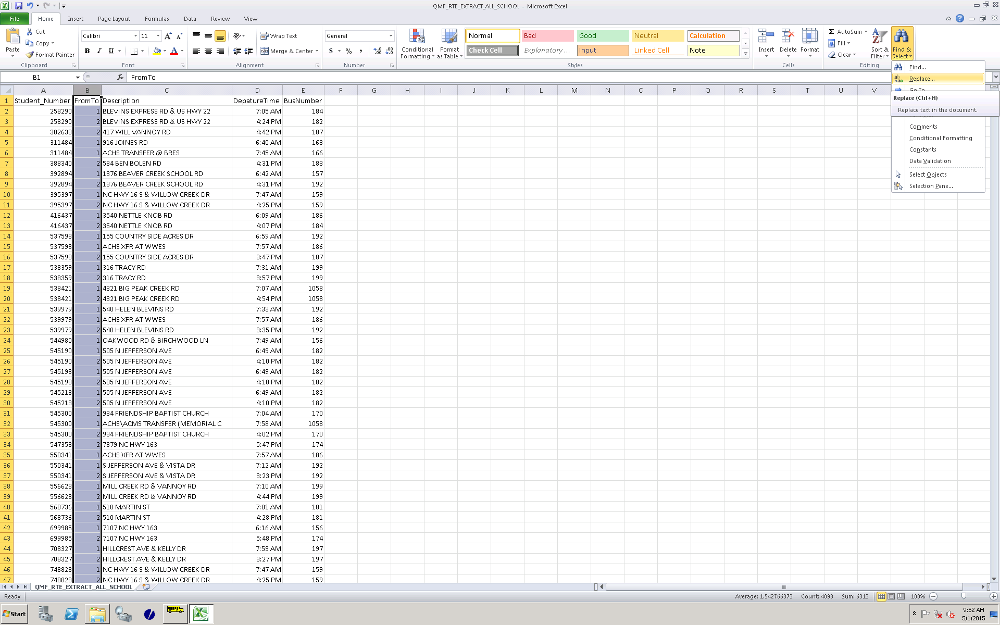 QMF_RTE_EXTRACT_ALL_SCHOOL - Microsoft Excel
File Home Insert Page Layout Formulas Data Review View
Paste Cut Copy Format Painter Clipboard
Calibri 11 B I U Font
Wrap Text Merge & Center Alignment
General $ % , Number
Conditional Formatting Format as Table
Normal Bad Good Neutral Calculation
Check Cell Explanatory ... Input Linked Cell Note
Styles
Insert Delete Format Cells
AutoSum Fill Clear Sort & Filter Find & Select Editing
B1 fx FromTo
Find...
Replace...
Replace (Ctrl+H)
Replace text in the document.
Comments
Conditional Formatting
Constants
Data Validation
Select Objects
Selection Pane...
A B C D E F G H I J K L M N O P Q R S T U V
1 Student_Number FromTo Description DepatureTime BusNumber
2 258290 1 BLEVINS EXPRESS RD & US HWY 22 7:05 AM 184
3 258290 2 BLEVINS EXPRESS RD & US HWY 22 4:24 PM 182
4 302633 2 417 WILL VANNOY RD 4:42 PM 187
5 311484 1 916 JOINES RD 6:40 AM 163
6 311484 1 ACHS TRANSFER @ BRES 7:45 AM 166
7 388340 2 584 BEN BOLEN RD 4:31 PM 183
8 392894 1 1376 BEAVER CREEK SCHOOL RD 6:42 AM 157
9 392894 2 1376 BEAVER CREEK SCHOOL RD 4:31 PM 192
10 395397 1 NC HWY 16 S & WILLOW CREEK DR 7:47 AM 159
11 395397 2 NC HWY 16 S & WILLOW CREEK DR 4:25 PM 159
12 416437 1 3540 NETTLE KNOB RD 6:09 AM 186
13 416437 2 3540 NETTLE KNOB RD 4:07 PM 184
14 537598 1 155 COUNTRY SIDE ACRES DR 6:59 AM 192
15 537598 1 ACHS XFR AT WWES 7:57 AM 186
16 537598 2 155 COUNTRY SIDE ACRES DR 3:47 PM 187
17 538359 1 316 TRACY RD 7:31 AM 199
18 538359 2 316 TRACY RD 3:57 PM 199
19 538421 1 4321 BIG PEAK CREEK RD 7:07 AM 1058
20 538421 2 4321 BIG PEAK CREEK RD 4:54 PM 1058
21 539979 1 540 HELEN BLEVINS RD 7:33 AM 192
22 539979 1 ACHS XFR AT WWES 7:57 AM 186
23 539979 2 540 HELEN BLEVINS RD 3:35 PM 192
24 544980 1 OAKWOOD RD & BIRCHWOOD LN 7:49 AM 156
25 545190 1 505 N JEFFERSON AVE 6:49 AM 182
26 545190 2 505 N JEFFERSON AVE 4:10 PM 182
27 545198 1 505 N JEFFERSON AVE 6:49 AM 182
28 545198 2 505 N JEFFERSON AVE 4:10 PM 182
29 545213 1 505 N JEFFERSON AVE 6:49 AM 182
30 545213 2 505 N JEFFERSON AVE 4:10 PM 182
31 545300 1 934 FRIENDSHIP BAPTIST CHURCH 7:04 AM 170
32 545300 1 ACHS\ACMS TRANSFER (MEMORIAL C 7:58 AM 1058
33 545300 2 934 FRIENDSHIP BAPTIST CHURCH 4:02 PM 170
34 547353 2 7879 NC HWY 163 5:47 PM 174
35 550341 1 ACHS XFR AT WWES 7:57 AM 186
36 550341 1 S JEFFERSON AVE & VISTA DR 7:12 AM 192
37 550341 2 S JEFFERSON AVE & VISTA DR 3:23 PM 192
38 556628 1 MILL CREEK RD & VANNOY RD 7:10 AM 199
39 556628 2 MILL CREEK RD & VANNOY RD 4:44 PM 199
40 568736 1 510 MARTIN ST 7:01 AM 181
41 568736 2 510 MARTIN ST 4:28 PM 181
42 699985 1 7107 NC HWY 163 6:16 AM 156
43 699985 2 7107 NC HWY 163 5:48 PM 174
44 708327 1 HILLCREST AVE & KELLY DR 7:59 AM 197
45 708327 2 HILLCREST AVE & KELLY DR 3:27 PM 197
46 748828 1 NC HWY 16 S & WILLOW CREEK DR 7:47 AM 159
47 748828 2 NC HWY 16 S & WILLOW CREEK DR 4:25 PM 159
QMF_RTE_EXTRACT_ALL_SCHOOL
Ready Average: 1.542766373 Count: 4093 Sum: 6313 100%
Start 9:52 AM
5/1/2015